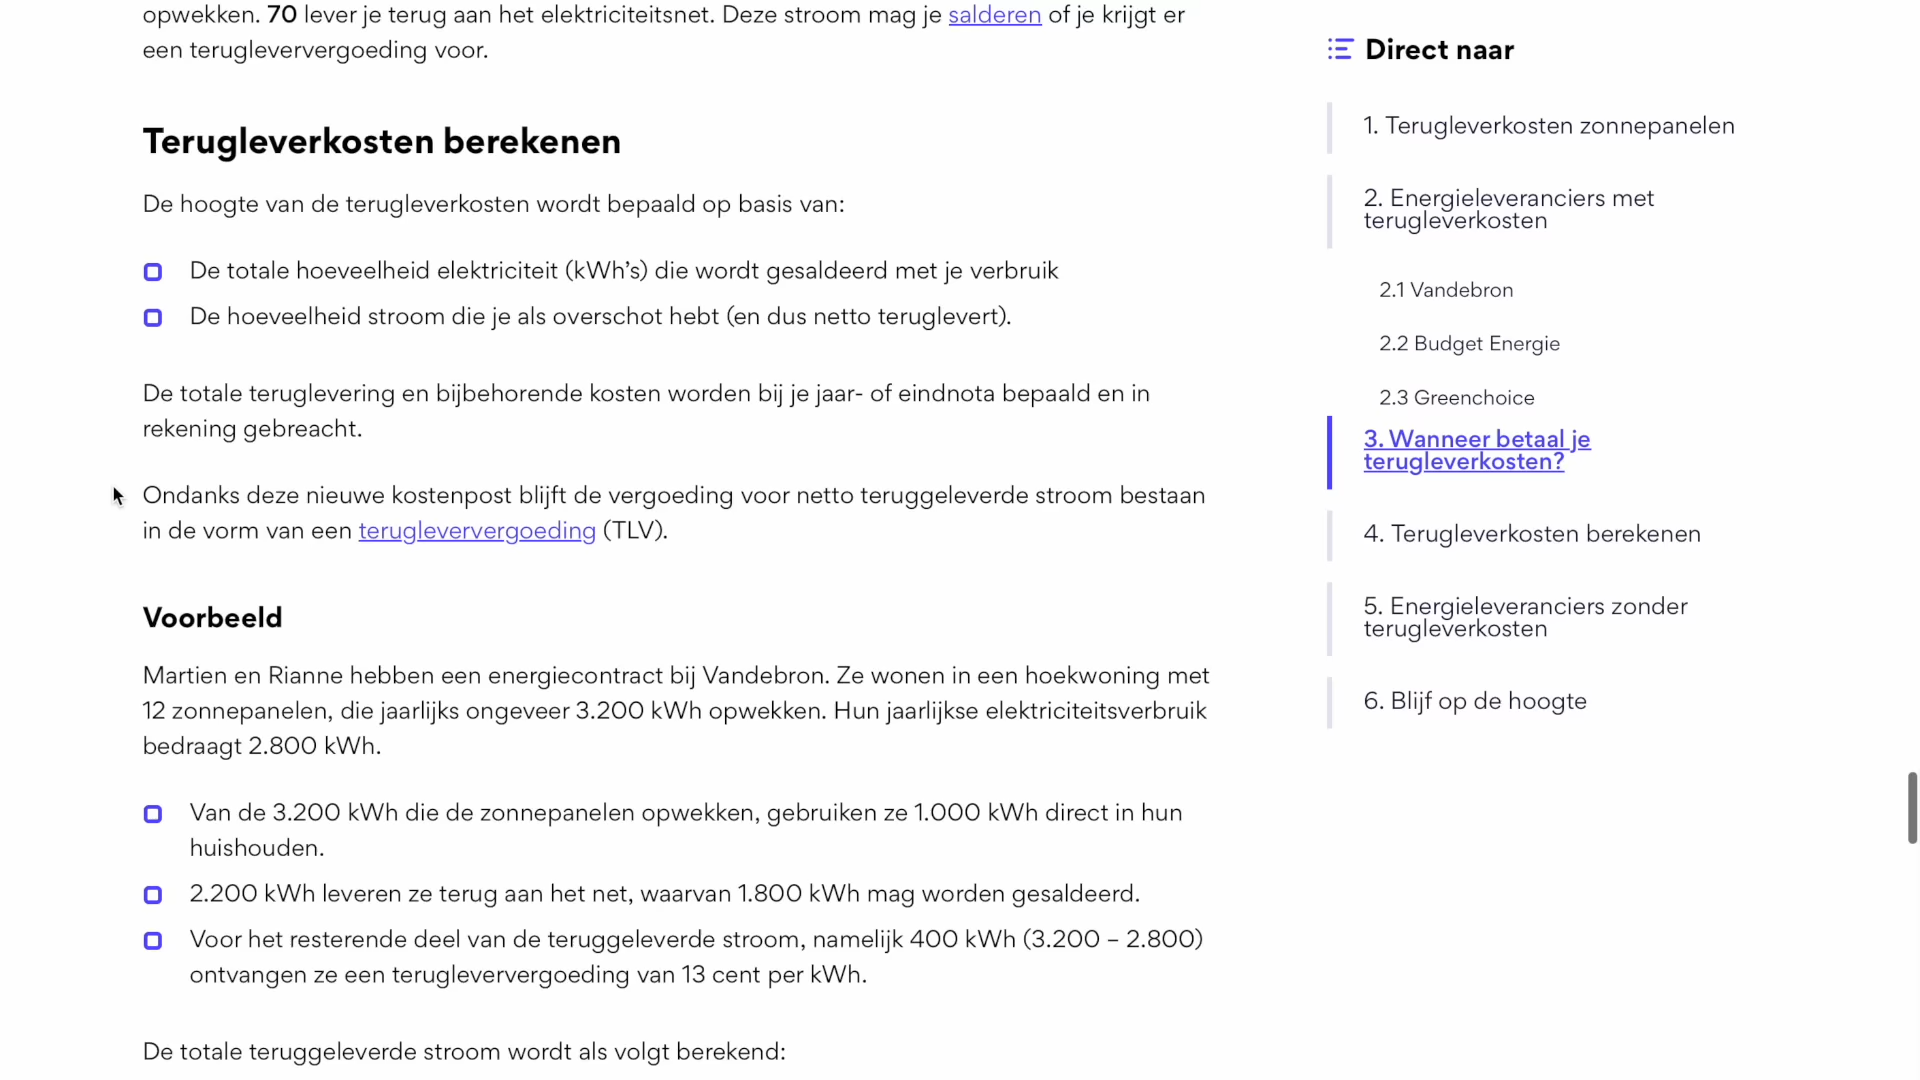 opwekken. 70 lever je terug aan het elektriciteitsnet. Deze stroom mag je salderen of je krijgt er
een terugleververgoeding voor.
Terugleverkosten berekenen
De hoogte van de terugleverkosten wordt bepaald op basis van:
De totale hoeveelheid elektriciteit (kWh’s) die wordt gesaldeerd met je verbruik
De hoeveelheid stroom die je als overschot hebt (en dus netto teruglevert).
De totale teruglevering en bijbehorende kosten worden bij je jaar- of eindnota bepaald en in
rekening gebreacht.
Ondanks deze nieuwe kostenpost blijft de vergoeding voor netto teruggeleverde stroom bestaan
in de vorm van een terugleververgoeding (TLV).
Voorbeeld
Martien en Rianne hebben een energiecontract bij Vandebron. Ze wonen in een hoekwoning met
12 zonnepanelen, die jaarlijks ongeveer 3.200 kWh opwekken. Hun jaarlijkse elektriciteitsverbruik
bedraagt 2.800 kWh.
Van de 3.200 kWh die de zonnepanelen opwekken, gebruiken ze 1.000 kWh direct in hun
huishouden.
2.200 kWh leveren ze terug aan het net, waarvan 1.800 kWh mag worden gesaldeerd.
Voor het resterende deel van de teruggeleverde stroom, namelijk 400 kWh (3.200 – 2.800)
ontvangen ze een terugleververgoeding van 13 cent per kWh.
De totale teruggeleverde stroom wordt als volgt berekend:
Direct naar
1. Terugleverkosten zonnepanelen
2. Energieleveranciers met
terugleverkosten
2.1 Vandebron
2.2 Budget Energie
2.3 Greenchoice
3. Wanneer betaal je
terugleverkosten?
4. Terugleverkosten berekenen
5. Energieleveranciers zonder
terugleverkosten
6. Blijf op de hoogte